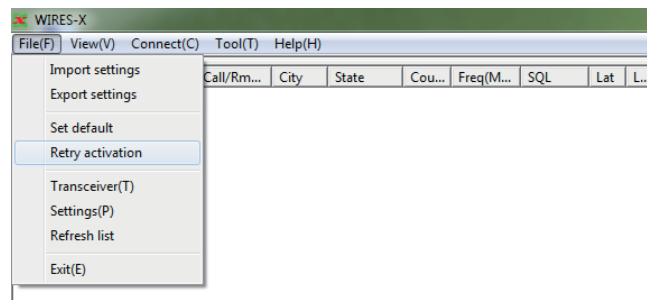 WIRES-X
File(F) View(V) Connect(C) Tool(T) Help(H)
Call/Rm... City State Cou... Freq(M... SQL Lat L...
Import settings
Export settings
Set default
Retry activation
Transceiver(T)
Settings(P)
Refresh list
Exit(E)